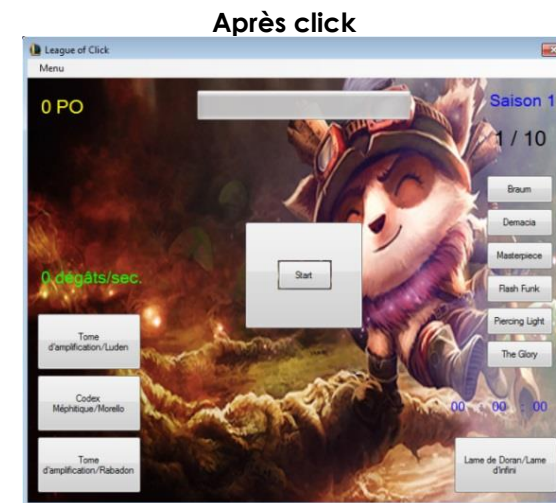 Après click
League of Click
Menu
0 PO
Saison 1
1 / 10
Braum
Demacia
Masterpiece
Flash Funk
Piercing Light
The Glory
Start
0 dégâts/sec.
Tome
d'amplification/Luden
Codex
Méphitique/Morello
Tome
d'amplification/Rabadon
00 : 00 : 00
Lame de Doran/Lame
d'infini